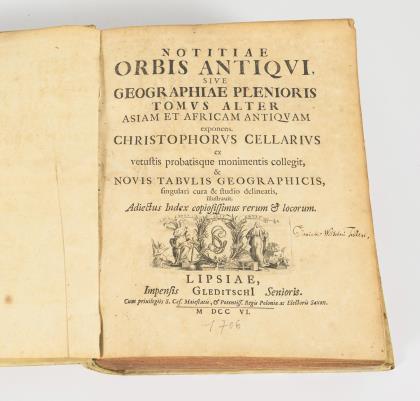 NOTITIAE
ORBIS ANTIQVI,
SIVE
GEOGRAPHIAE PLENIORIS
TOMVS ALTER
ASIAM ET AFRICAM ANTIQVAM
exponens.
CHRISTOPHORVS CELLARIVS
ex
vetustis probatisque monimentis collegit,
&
NOVIS TABVLIS GEOGRAPHICIS,
singulari cura & studio delineatis,
illustravit.
Adiectus Index copiosissimus rerum & locorum.
LIPSIAE,
Impensis GLEDITSCHI Senioris.
Cum privilegiis S. Cæs. Maiestatis, & Potentiss. Regis Poloniæ ac Electoris Saxon.
M DCC VI.
1706